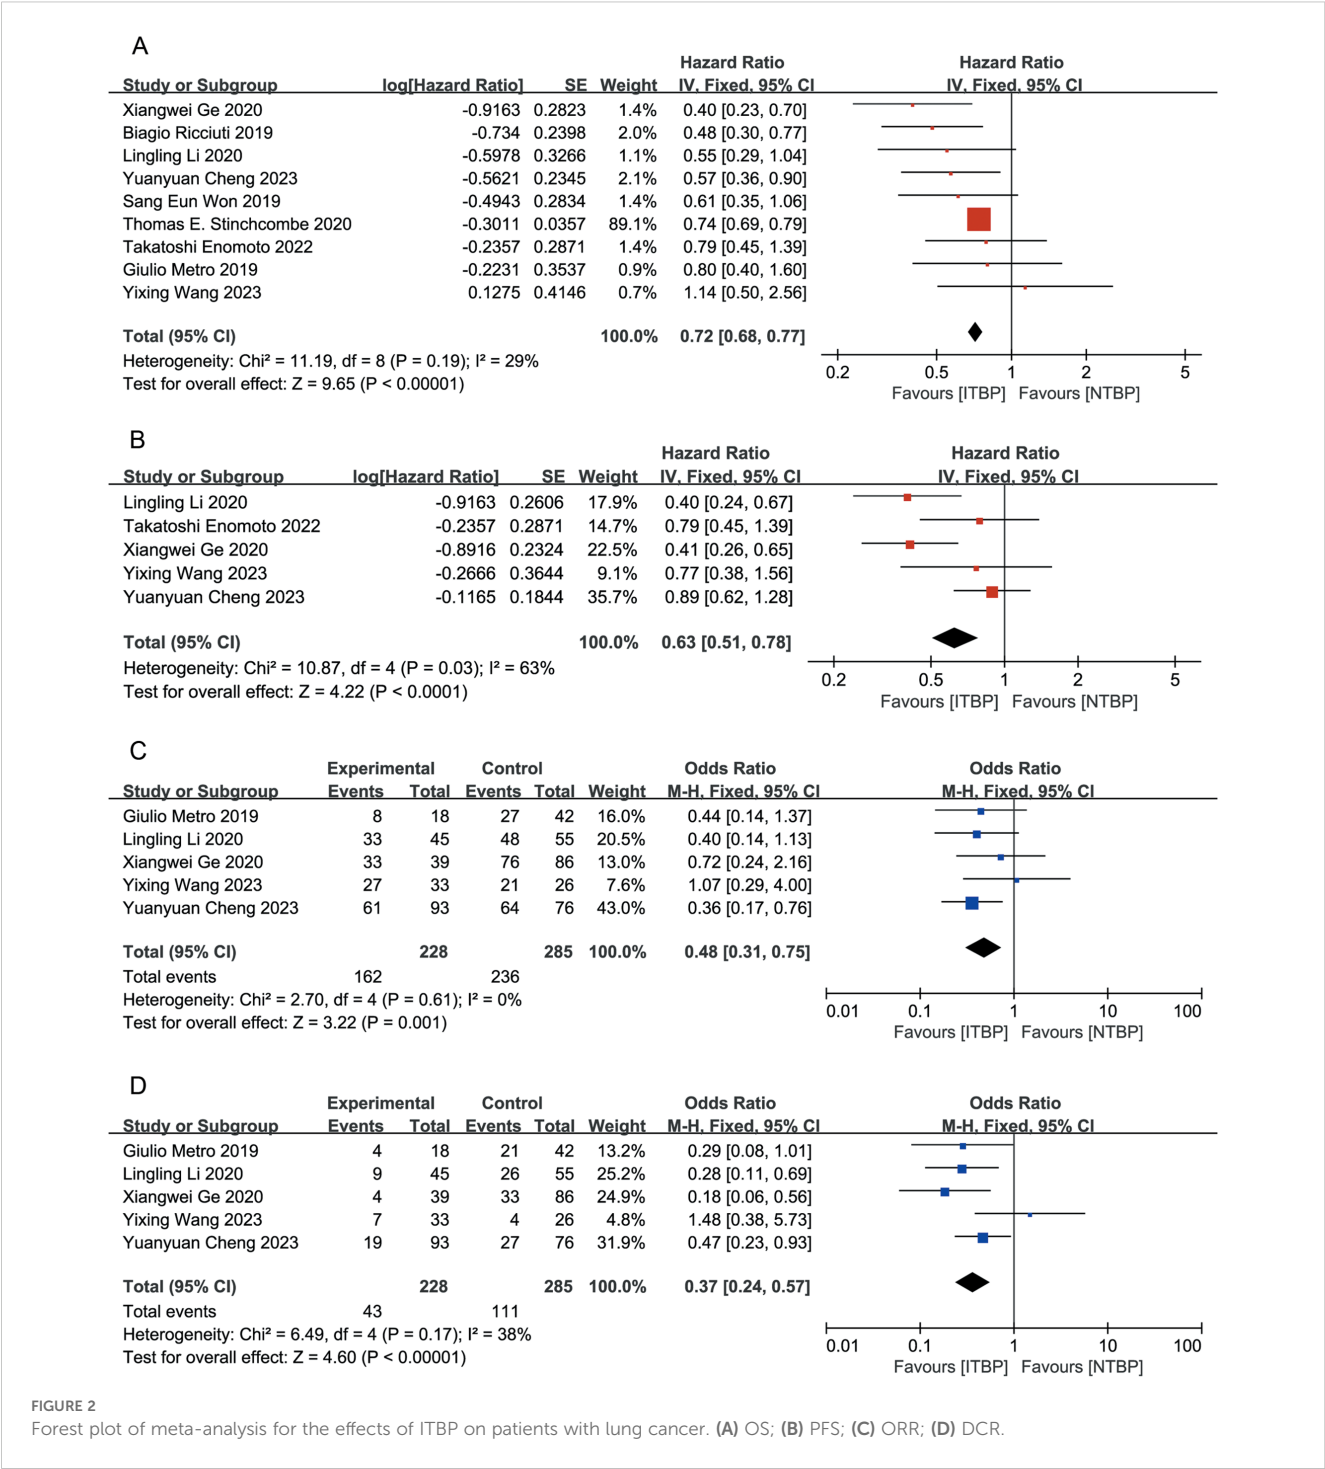 A
Hazard Ratio Hazard Ratio
Study or Subgroup log[Hazard Ratio] SE Weight IV, Fixed, 95% CI IV, Fixed, 95% CI
Xiangwei Ge 2020 -0.9163 0.2823 1.4% 0.40 [0.23, 0.70]
Biagio Ricciuti 2019 -0.734 0.2398 2.0% 0.48 [0.30, 0.77]
Lingling Li 2020 -0.5978 0.3266 1.1% 0.55 [0.29, 1.04]
Yuanyuan Cheng 2023 -0.5621 0.2345 2.1% 0.57 [0.36, 0.90]
Sang Eun Won 2019 -0.4943 0.2834 1.4% 0.61 [0.35, 1.06]
Thomas E. Stinchcombe 2020 -0.3011 0.0357 89.1% 0.74 [0.69, 0.79]
Takatoshi Enomoto 2022 -0.2357 0.2871 1.4% 0.79 [0.45, 1.39]
Giulio Metro 2019 -0.2231 0.3537 0.9% 0.80 [0.40, 1.60]
Yixing Wang 2023 0.1275 0.4146 0.7% 1.14 [0.50, 2.56]
Total (95% CI) 100.0% 0.72 [0.68, 0.77]
Heterogeneity: Chi² = 11.19, df = 8 (P = 0.19); I² = 29%
Test for overall effect: Z = 9.65 (P < 0.00001)
0.2 0.5 1 2 5
Favours [ITBP] Favours [NTBP]
B
Hazard Ratio Hazard Ratio
Study or Subgroup log[Hazard Ratio] SE Weight IV, Fixed, 95% CI IV, Fixed, 95% CI
Lingling Li 2020 -0.9163 0.2606 17.9% 0.40 [0.24, 0.67]
Takatoshi Enomoto 2022 -0.2357 0.2871 14.7% 0.79 [0.45, 1.39]
Xiangwei Ge 2020 -0.8916 0.2324 22.5% 0.41 [0.26, 0.65]
Yixing Wang 2023 -0.2666 0.3644 9.1% 0.77 [0.38, 1.56]
Yuanyuan Cheng 2023 -0.1165 0.1844 35.7% 0.89 [0.62, 1.28]
Total (95% CI) 100.0% 0.63 [0.51, 0.78]
Heterogeneity: Chi² = 10.87, df = 4 (P = 0.03); I² = 63%
Test for overall effect: Z = 4.22 (P < 0.0001)
0.2 0.5 1 2 5
Favours [ITBP] Favours [NTBP]
C
Experimental Control Odds Ratio Odds Ratio
Study or Subgroup Events Total Events Total Weight M-H, Fixed, 95% CI M-H, Fixed, 95% CI
Giulio Metro 2019 8 18 27 42 16.0% 0.44 [0.14, 1.37]
Lingling Li 2020 33 45 48 55 20.5% 0.40 [0.14, 1.13]
Xiangwei Ge 2020 33 39 76 86 13.0% 0.72 [0.24, 2.16]
Yixing Wang 2023 27 33 21 26 7.6% 1.07 [0.29, 4.00]
Yuanyuan Cheng 2023 61 93 64 76 43.0% 0.36 [0.17, 0.76]
Total (95% CI) 228 285 100.0% 0.48 [0.31, 0.75]
Total events 162 236
Heterogeneity: Chi² = 2.70, df = 4 (P = 0.61); I² = 0%
Test for overall effect: Z = 3.22 (P = 0.001)
0.01 0.1 1 10 100
Favours [ITBP] Favours [NTBP]
D
Experimental Control Odds Ratio Odds Ratio
Study or Subgroup Events Total Events Total Weight M-H, Fixed, 95% CI M-H, Fixed, 95% CI
Giulio Metro 2019 4 18 21 42 13.2% 0.29 [0.08, 1.01]
Lingling Li 2020 9 45 26 55 25.2% 0.28 [0.11, 0.69]
Xiangwei Ge 2020 4 39 33 86 24.9% 0.18 [0.06, 0.56]
Yixing Wang 2023 7 33 4 26 4.8% 1.48 [0.38, 5.73]
Yuanyuan Cheng 2023 19 93 27 76 31.9% 0.47 [0.23, 0.93]
Total (95% CI) 228 285 100.0% 0.37 [0.24, 0.57]
Total events 43 111
Heterogeneity: Chi² = 6.49, df = 4 (P = 0.17); I² = 38%
Test for overall effect: Z = 4.60 (P < 0.00001)
0.01 0.1 1 10 100
Favours [ITBP] Favours [NTBP]
FIGURE 2
Forest plot of meta-analysis for the effects of ITBP on patients with lung cancer. (A) OS; (B) PFS; (C) ORR; (D) DCR.